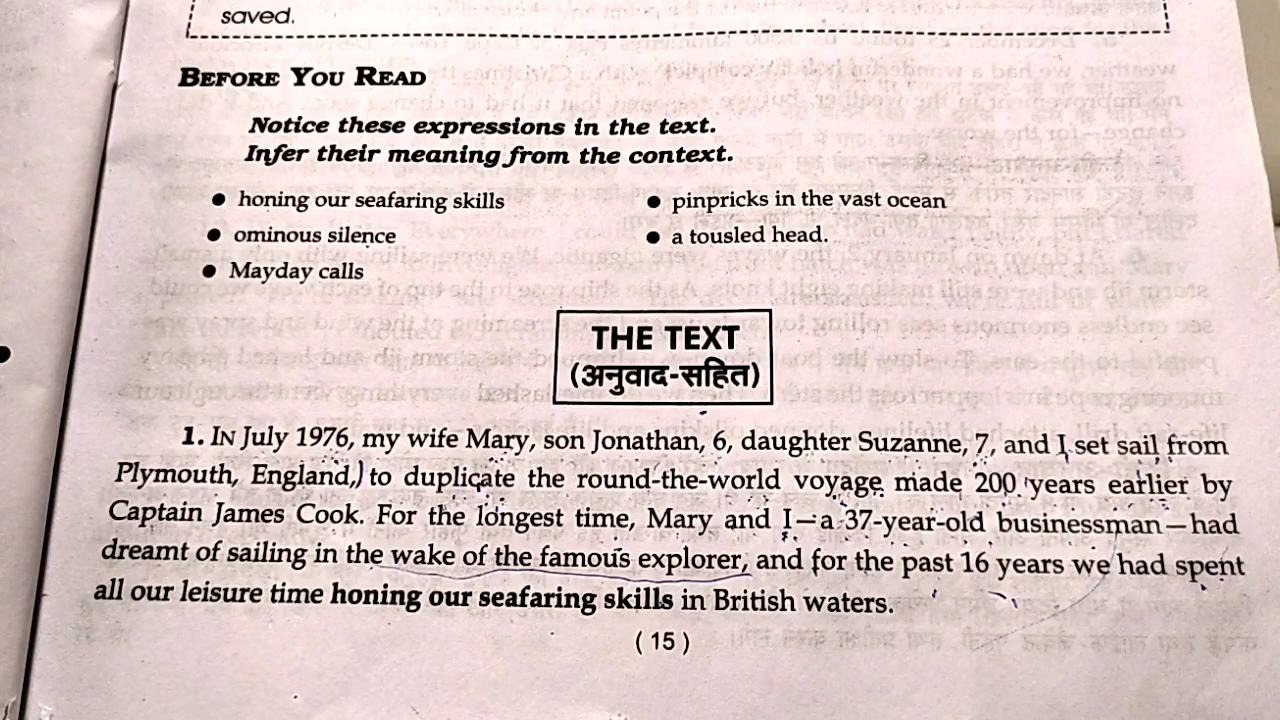 saved.
BEFORE YOU READ
Notice these expressions in the text.
Infer their meaning from the context.
• honing our seafaring skills
• pinpricks in the vast ocean
• ominous silence
• a tousled head.
• Mayday calls
THE TEXT
(अनुवाद-सहित)
1. IN July 1976, my wife Mary, son Jonathan, 6, daughter Suzanne, 7, and I set sail from
Plymouth, England, to duplicate the round-the-world voyage made 200 years earlier by
Captain James Cook. For the longest time, Mary and I—a 37-year-old businessman—had
dreamt of sailing in the wake of the famous explorer, and for the past 16 years we had spent
all our leisure time honing our seafaring skills in British waters.
( 15 )